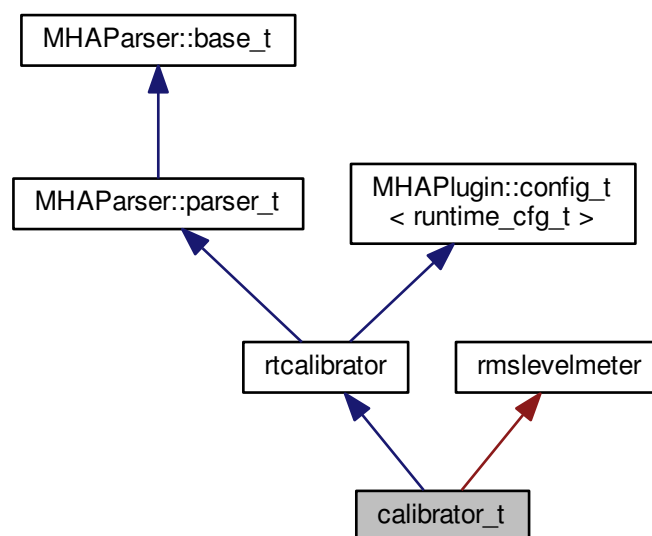 MHAParser::base_t
MHAParser::parser_t
MHAPlugin::config_t
< runtime_cfg_t >
rtcalibrator
rmslevelmeter
calibrator_t